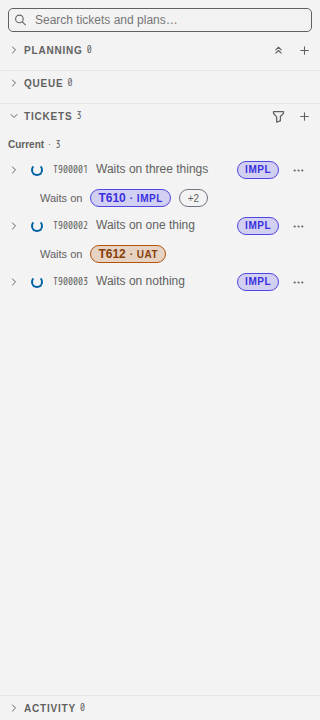 Search tickets and plans…
PLANNING 0
QUEUE 0
TICKETS 3
Current · 3
T900001 Waits on three things IMPL
Waits on T610 · IMPL +2
T900002 Waits on one thing IMPL
Waits on T612 · UAT
T900003 Waits on nothing IMPL
ACTIVITY 0